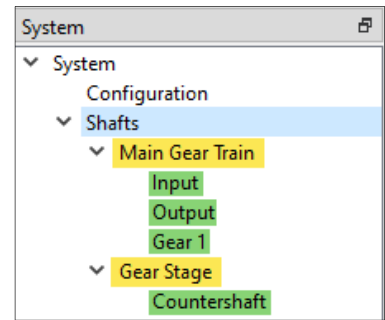 System
System
Configuration
Shafts
Main Gear Train
Input
Output
Gear 1
Gear Stage
Countershaft